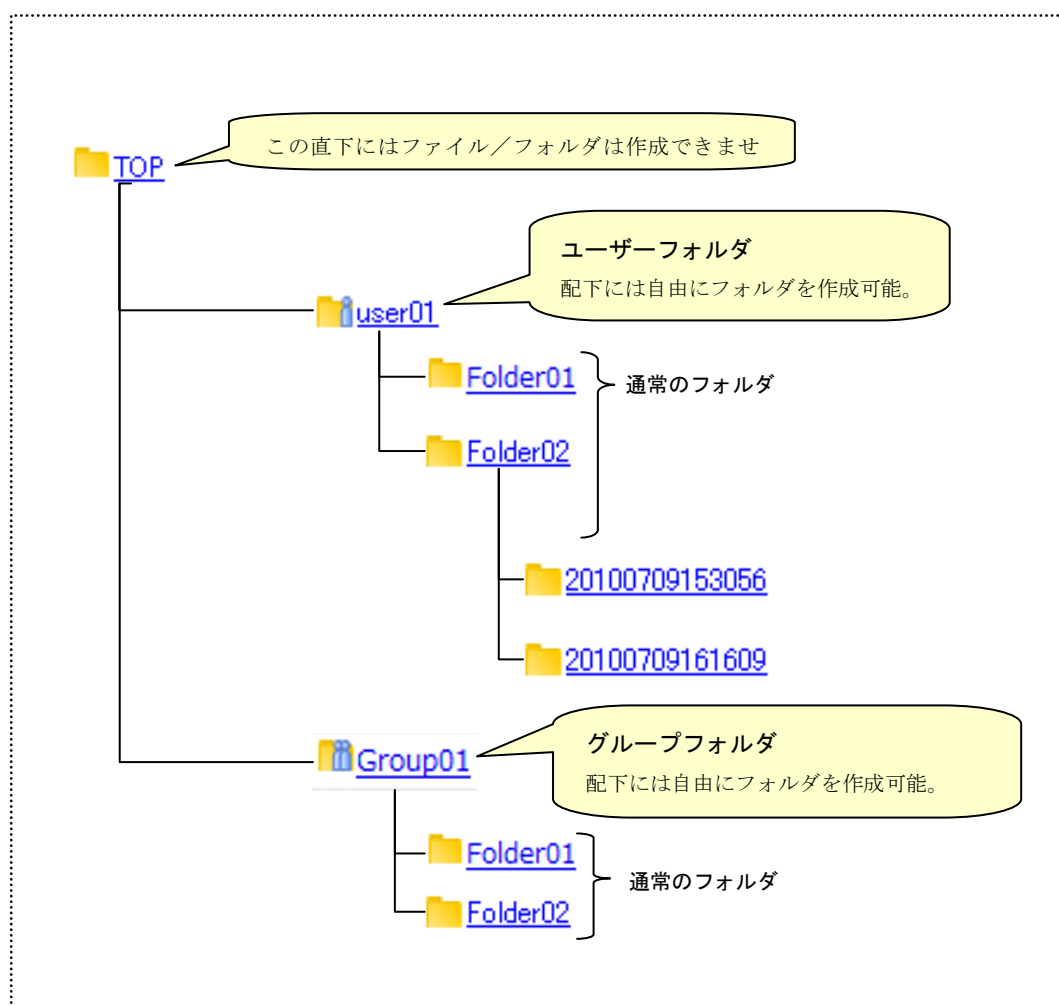 この直下にはファイル／フォルダは作成できませ
TOP
ユーザーフォルダ
配下には自由にフォルダを作成可能。
user01
Folder01
通常のフォルダ
Folder02
20100709153056
20100709161609
グループフォルダ
配下には自由にフォルダを作成可能。
Group01
Folder01
通常のフォルダ
Folder02